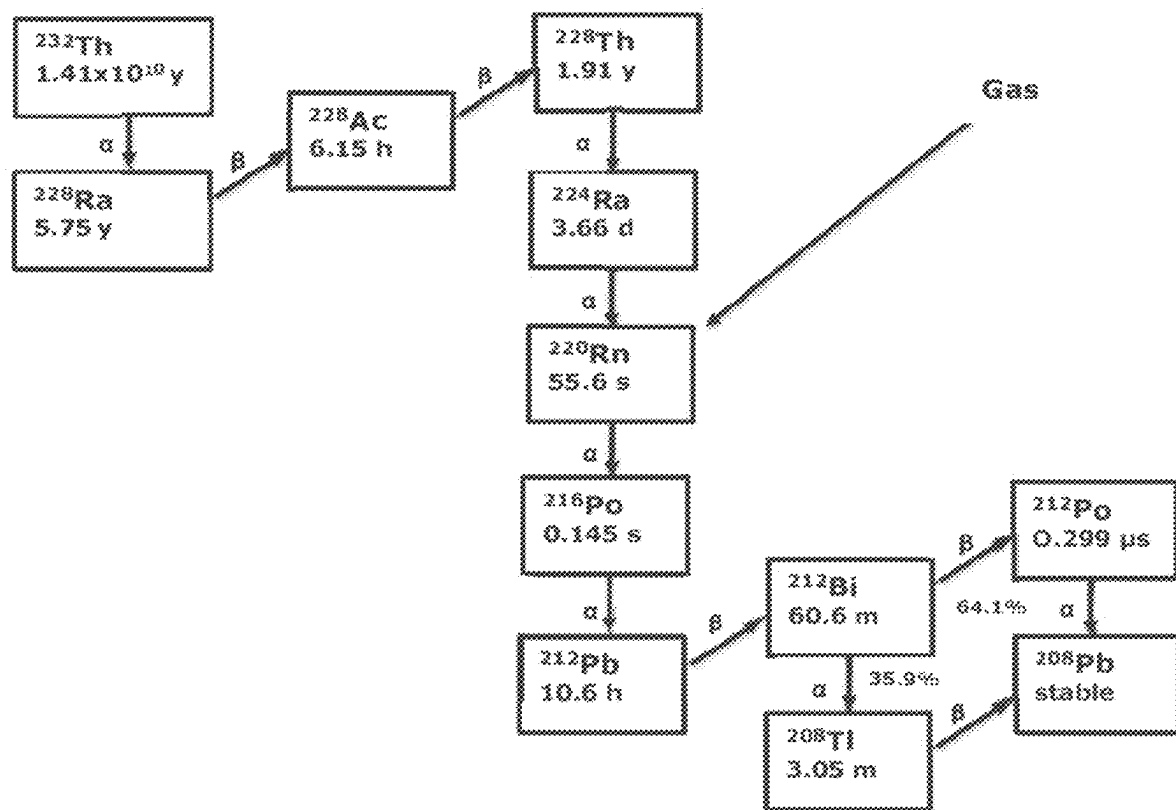 ²³²Th
1.41x10¹⁰ y
α
²²⁸Ra
5.75 y
β
²²⁸Ac
6.15 h
β
²²⁸Th
1.91 y
α
²²⁴Ra
3.66 d
α
Gas
²²⁰Rn
55.6 s
α
²¹⁶Po
0.145 s
α
²¹²Pb
10.6 h
β
²¹²Bi
60.6 m
β
64.1%
²¹²Po
0.299 µs
α
α
35.9%
²⁰⁸Tl
3.05 m
β
²⁰⁸Pb
stable